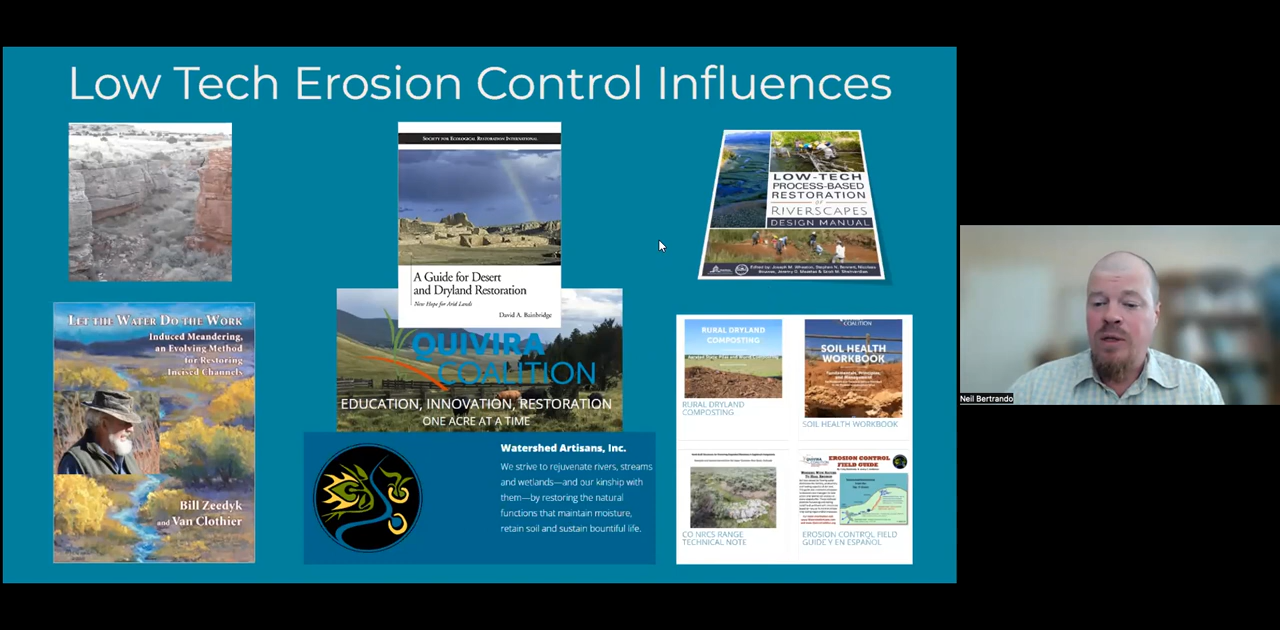 Low Tech Erosion Control Influences
SOCIETY FOR ECOLOGICAL RESTORATION INTERNATIONAL
A Guide for Desert
and Dryland Restoration
New Hope for Arid Lands
David A. Bainbridge
LOW-TECH
PROCESS-BASED
RESTORATION
of
RIVERSCAPES
DESIGN MANUAL
LET THE WATER DO THE WORK
Induced Meandering,
an Evolving Method
for Restoring
Incised Channels
Bill Zeedyk
and Van Clothier
QUIVIRA
COALITION
EDUCATION, INNOVATION, RESTORATION
ONE ACRE AT A TIME
Watershed Artisans, Inc.
We strive to rejuvenate rivers, streams
and wetlands—and our kinship with
them—by restoring the natural
functions that maintain moisture,
retain soil and sustain bountiful life.
RURAL DRYLAND
COMPOSTING
RURAL DRYLAND
COMPOSTING
COALITION
SOIL HEALTH
WORKBOOK
SOIL HEALTH WORKBOOK
CO NRCS RANGE
TECHNICAL NOTE
EROSION CONTROL
FIELD GUIDE
EROSION CONTROL FIELD
GUIDE Y EN ESPAÑOL
Neil Bertrando